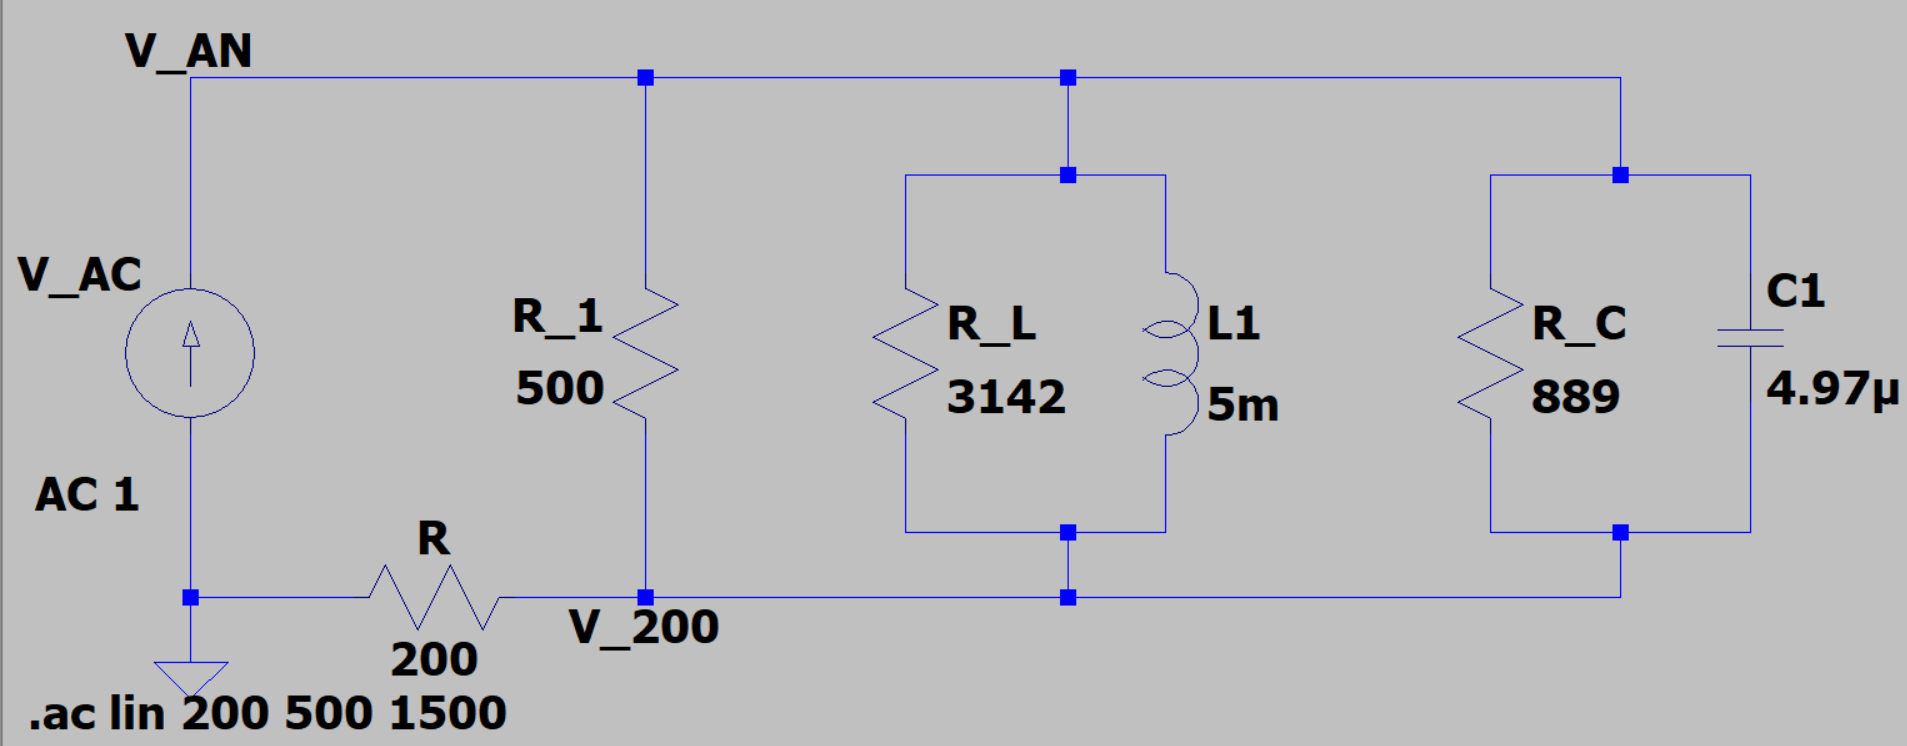 V_AN
V_AC
AC 1
R_1
500
R_L
3142
L1
5m
R_C
889
C1
4.97µ
R
200
V_200
.ac lin 200 500 1500